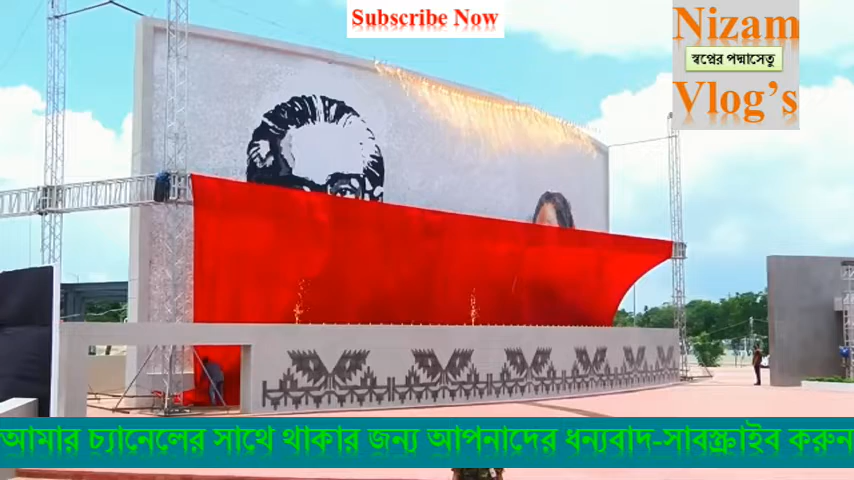 Subscribe Now
Nizam
স্বপ্নের পদ্মাসেতু
Vlog's
আমার চ্যানেলের সাথে থাকার জন্য আপনাদের ধন্যবাদ-সাবস্ক্রাইব করুন